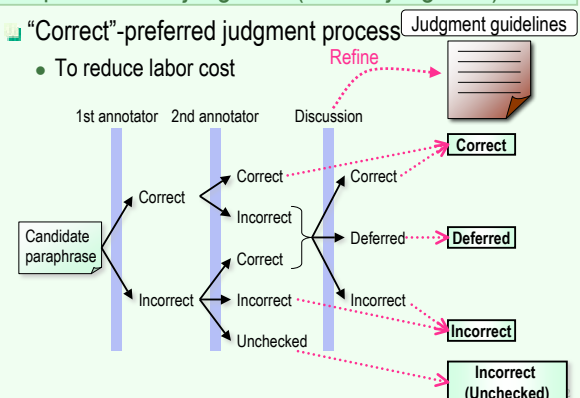 "Correct"-preferred judgment process
Judgment guidelines
• To reduce labor cost
Refine
1st annotator 2nd annotator Discussion
Correct
Correct
Correct
Correct
Incorrect
Candidate
paraphrase
Deferred
Deferred
Correct
Incorrect
Incorrect
Incorrect
Incorrect
Unchecked
Incorrect
(Unchecked)